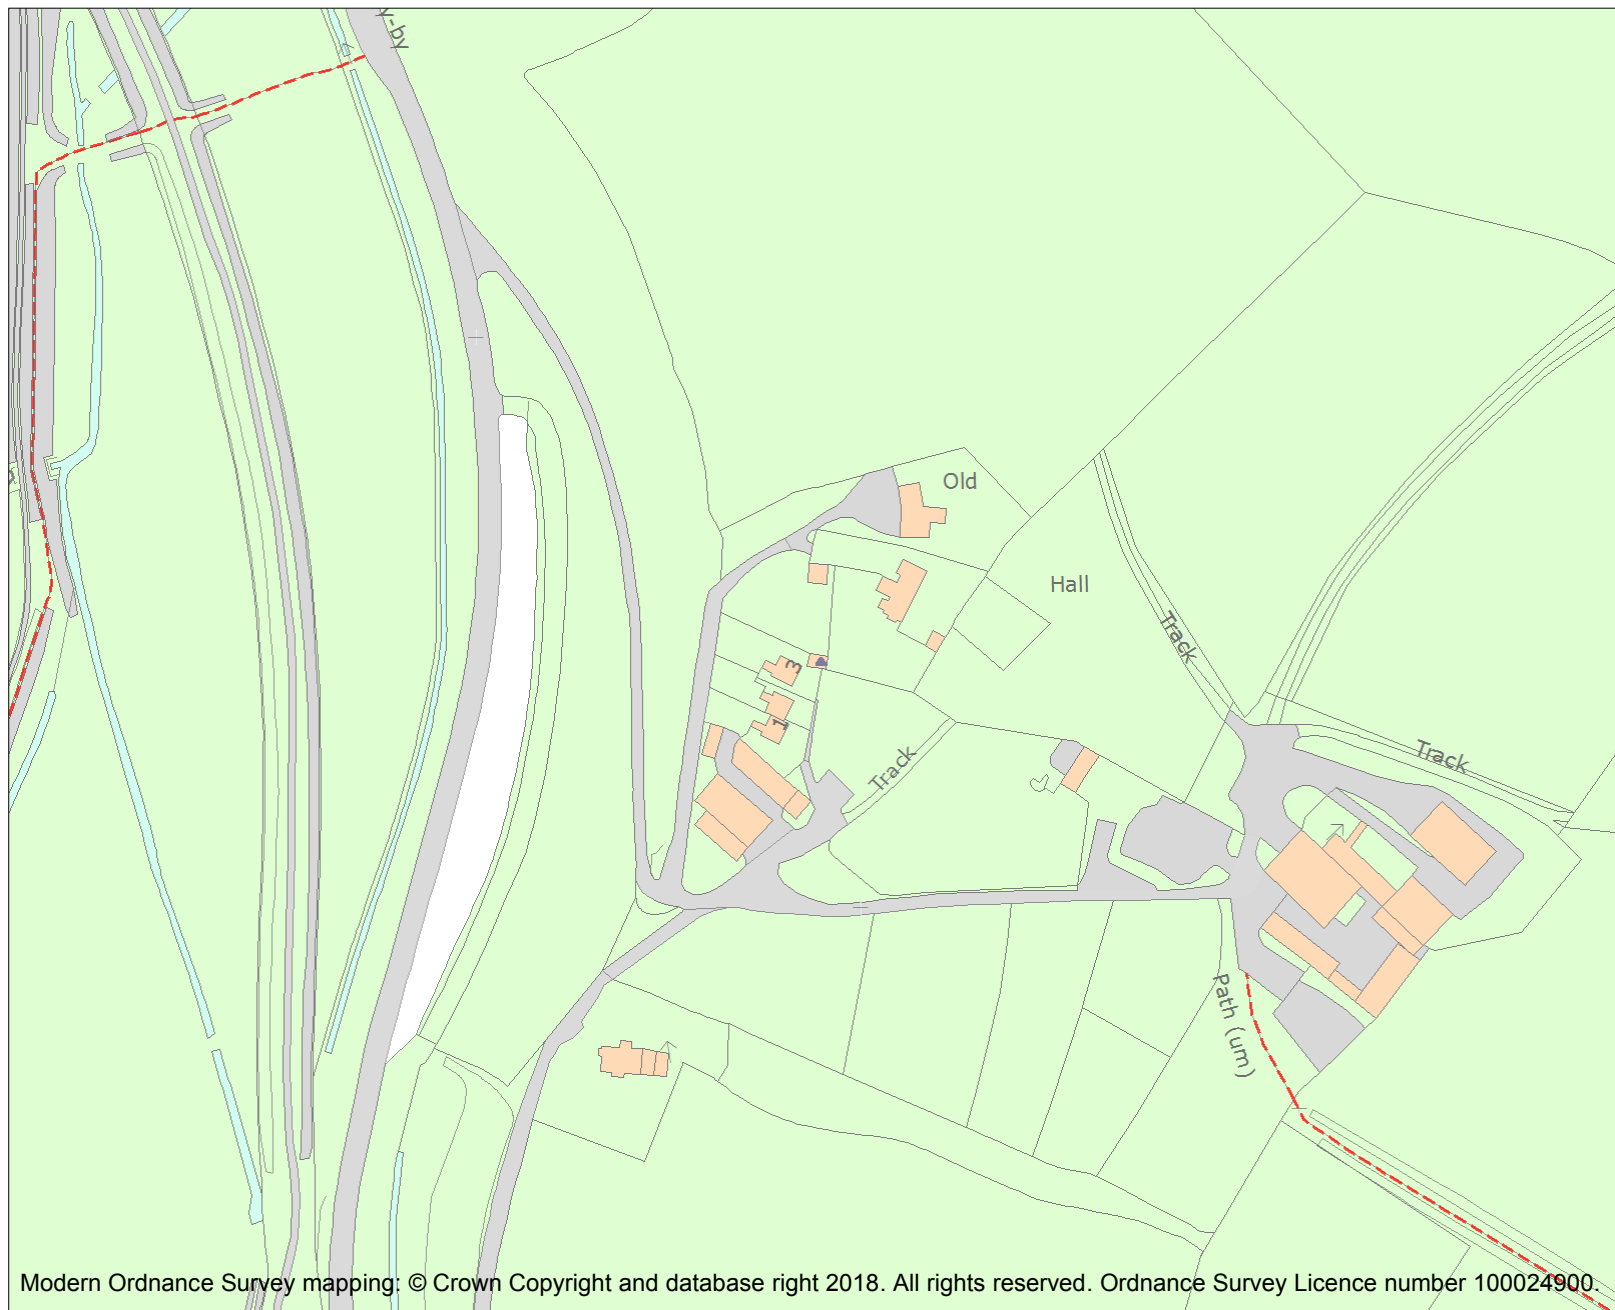 y-by
Old
Hall
Track
3
1
Track
Track
Path (um)
Modern Ordnance Survey mapping: © Crown Copyright and database right 2018. All rights reserved. Ordnance Survey Licence number 100024900.